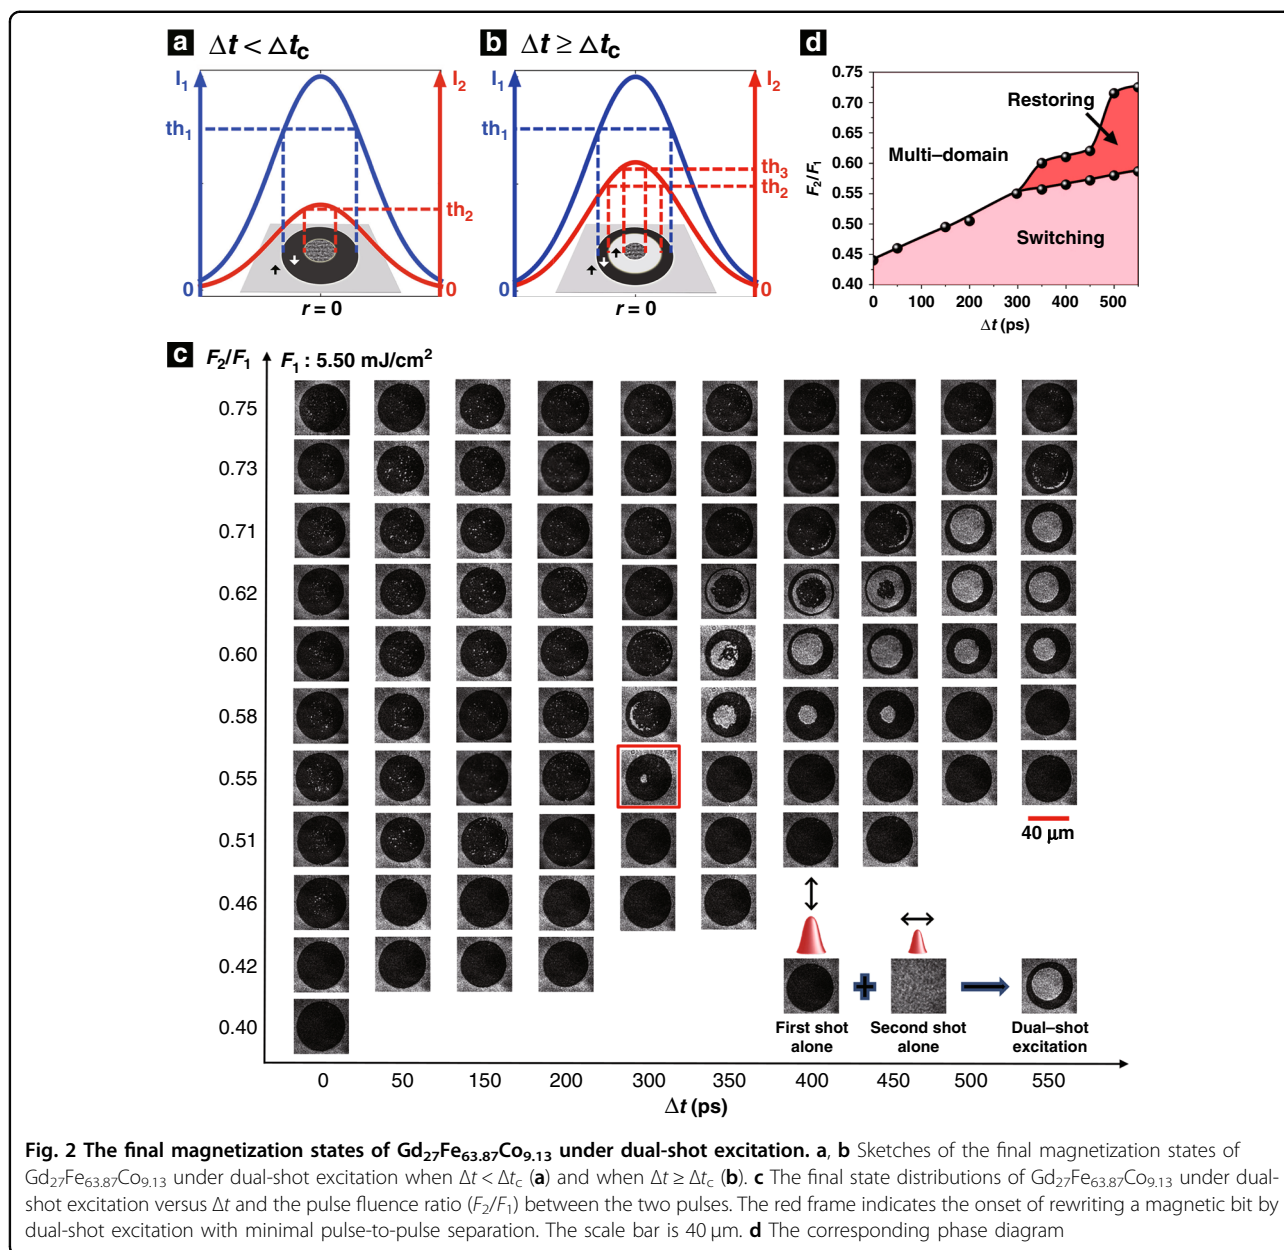 a Δt < Δtc
I1
I2
th1
th2
0
0
r = 0
b Δt ≥ Δtc
I1
I2
th1
th3
th2
0
0
r = 0
d
0.75
0.70
0.65
0.60
0.55
0.50
0.45
0.40
F2/F1
Restoring
Multi–domain
Switching
0 100 200 300 400 500
Δt (ps)
c F2/F1 F1 : 5.50 mJ/cm²
0.75
0.73
0.71
0.62
0.60
0.58
0.55
0.51
0.46
0.42
0.40
40 μm
First shot alone
Second shot alone
Dual–shot excitation
0 50 150 200 300 350 400 450 500 550
Δt (ps)
Fig. 2 The final magnetization states of Gd27Fe63.87Co9.13 under dual-shot excitation. a, b Sketches of the final magnetization states of
Gd27Fe63.87Co9.13 under dual-shot excitation when Δt < Δtc (a) and when Δt ≥ Δtc (b). c The final state distributions of Gd27Fe63.87Co9.13 under dual-
shot excitation versus Δt and the pulse fluence ratio (F2/F1) between the two pulses. The red frame indicates the onset of rewriting a magnetic bit by
dual-shot excitation with minimal pulse-to-pulse separation. The scale bar is 40 μm. d The corresponding phase diagram